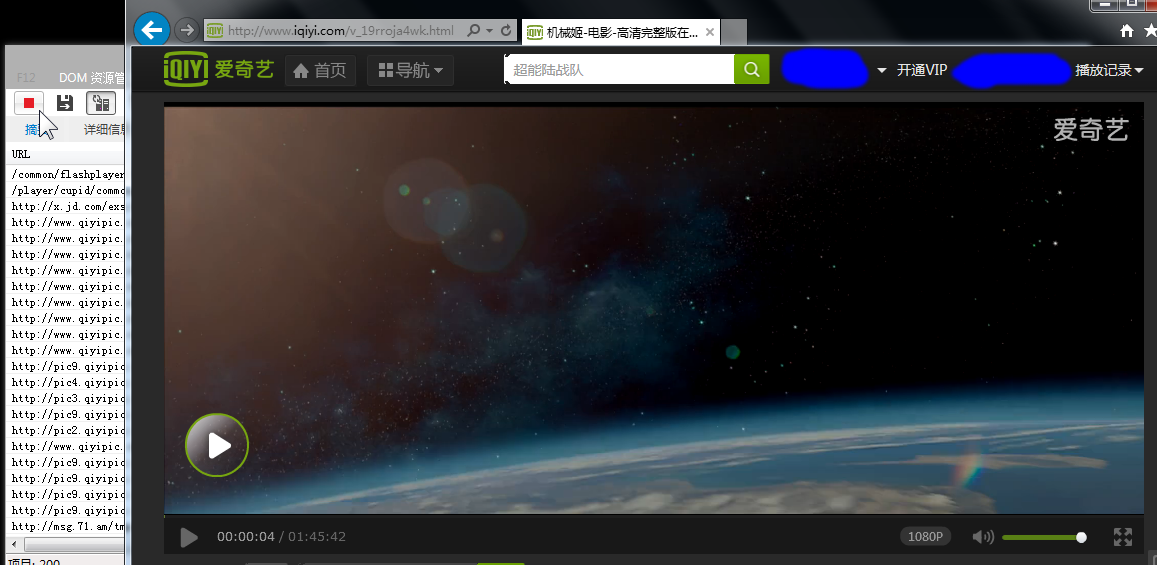 http://www.iqiyi.com/v_19rroja4wk.html
机械姬-电影-高清完整版在...
iQIYI 爱奇艺
首页
导航
超能陆战队
开通VIP
播放记录
F12 DOM 资源管
详细信息
URL
/common/flashplayer
/player/cupid/commo
http://x.jd.com/exs
http://www.qiyipic.
http://www.qiyipic.
http://www.qiyipic.
http://www.qiyipic.
http://www.qiyipic.
http://www.qiyipic.
http://www.qiyipic.
http://www.qiyipic.
http://www.qiyipic.
http://pic9.qiyipic
http://pic4.qiyipic
http://pic3.qiyipic
http://pic9.qiyipic
http://pic2.qiyipic
http://www.qiyipic.
http://pic9.qiyipic
http://pic9.qiyipic
http://pic9.qiyipic
http://pic9.qiyipic
http://msg.71.am/tm
项目: 200
爱奇艺
00:00:04 / 01:45:42
1080P